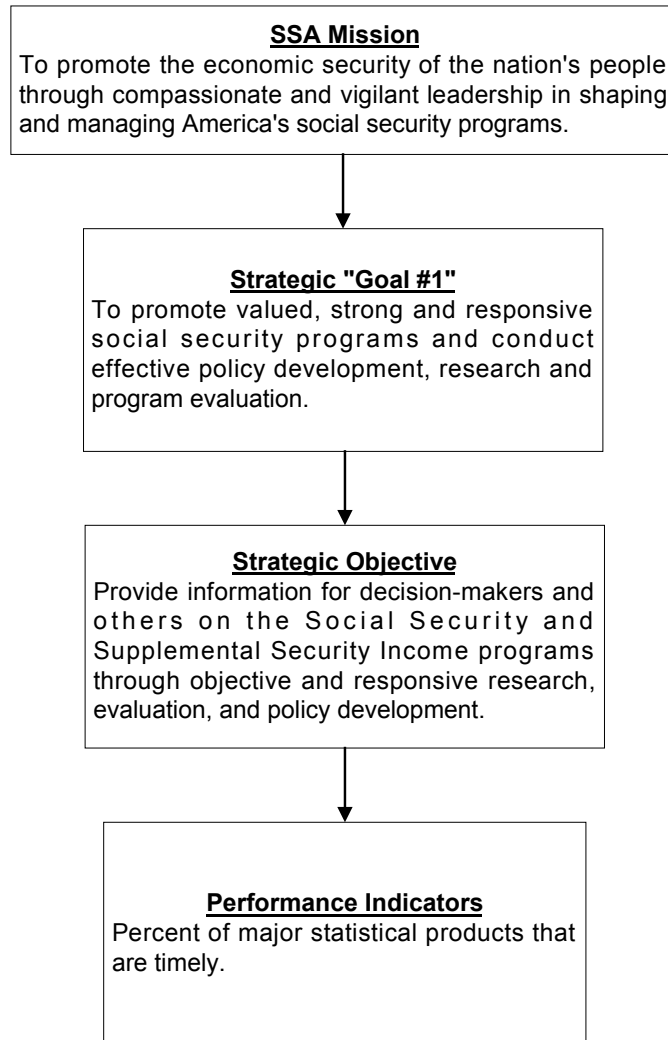 SSA Mission
To promote the economic security of the nation's people
through compassionate and vigilant leadership in shaping
and managing America's social security programs.
Strategic "Goal #1"
To promote valued, strong and responsive
social security programs and conduct
effective policy development, research and
program evaluation.
Strategic Objective
Provide information for decision-makers and
others on the Social Security and
Supplemental Security Income programs
through objective and responsive research,
evaluation, and policy development.
Performance Indicators
Percent of major statistical products that
are timely.